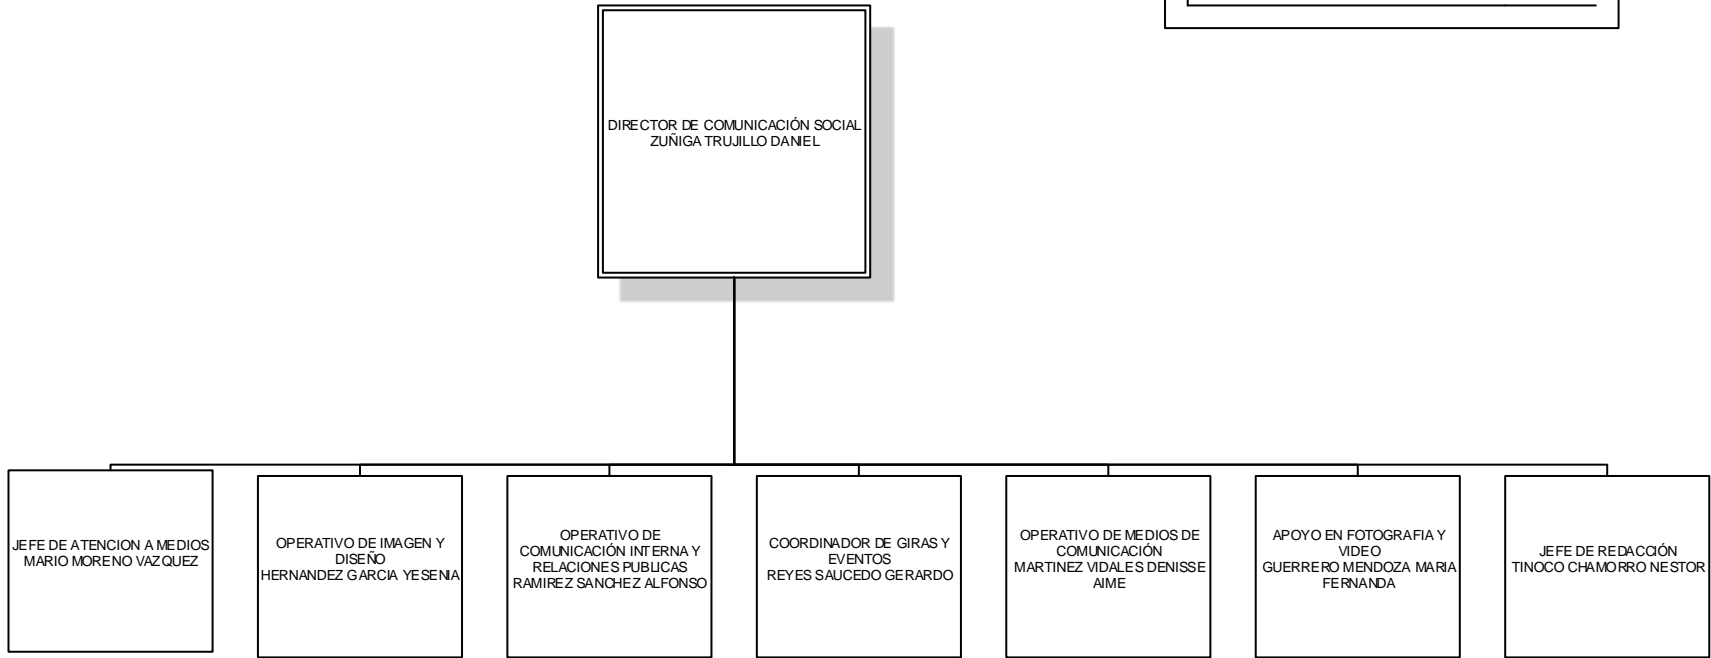 DIRECTOR DE COMUNICACIÓN SOCIAL
ZUÑIGA TRUJILLO DANIEL
JEFE DE ATENCION A MEDIOS
MARIO MORENO VAZQUEZ
OPERATIVO DE IMAGEN Y
DISEÑO
HERNANDEZ GARCIA YESENIA
OPERATIVO DE
COMUNICACIÓN INTERNA Y
RELACIONES PUBLICAS
RAMIREZ SANCHEZ ALFONSO
COORDINADOR DE GIRAS Y
EVENTOS
REYES SAUCEDO GERARDO
OPERATIVO DE MEDIOS DE
COMUNICACIÓN
MARTINEZ VIDALES DENISSE
AIME
APOYO EN FOTOGRAFIA Y
VIDEO
GUERRERO MENDOZA MARIA
FERNANDA
JEFE DE REDACCIÓN
TINOCO CHAMORRO NESTOR